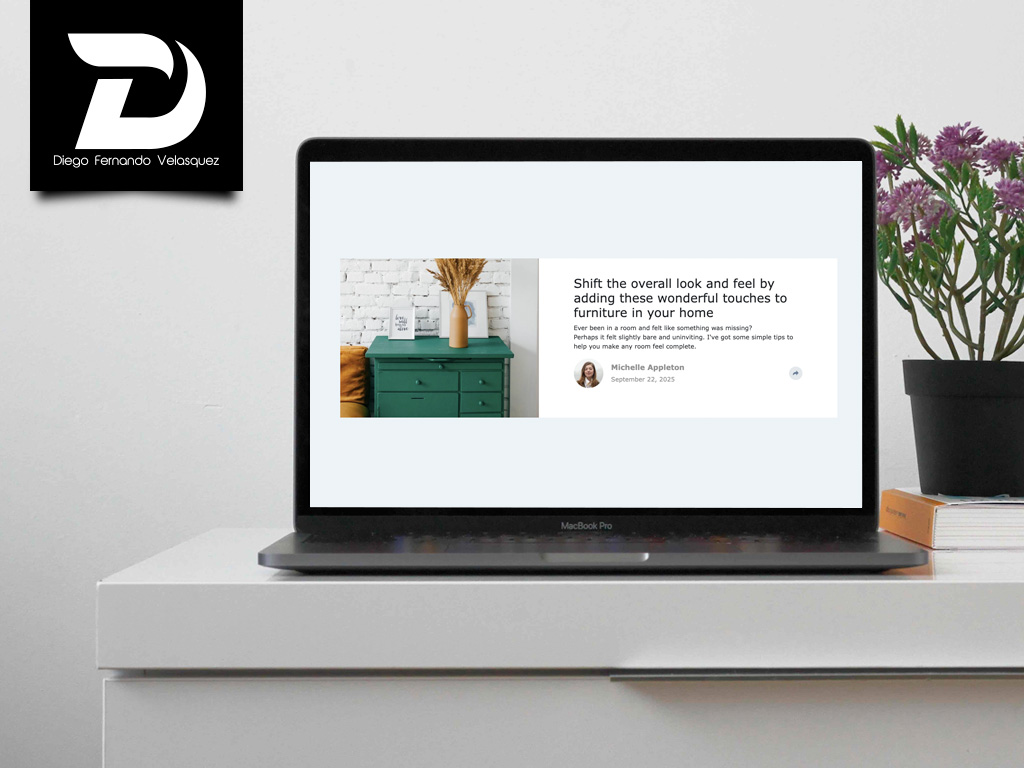 Diego Fernando Velasquez
Shift the overall look and feel by
adding these wonderful touches to
furniture in your home
Ever been in a room and felt like something was missing?
Perhaps it felt slightly bare and uninviting. I've got some simple tips to
help you make any room feel complete.
Michelle Appleton
September 22, 2025
MacBook Pro